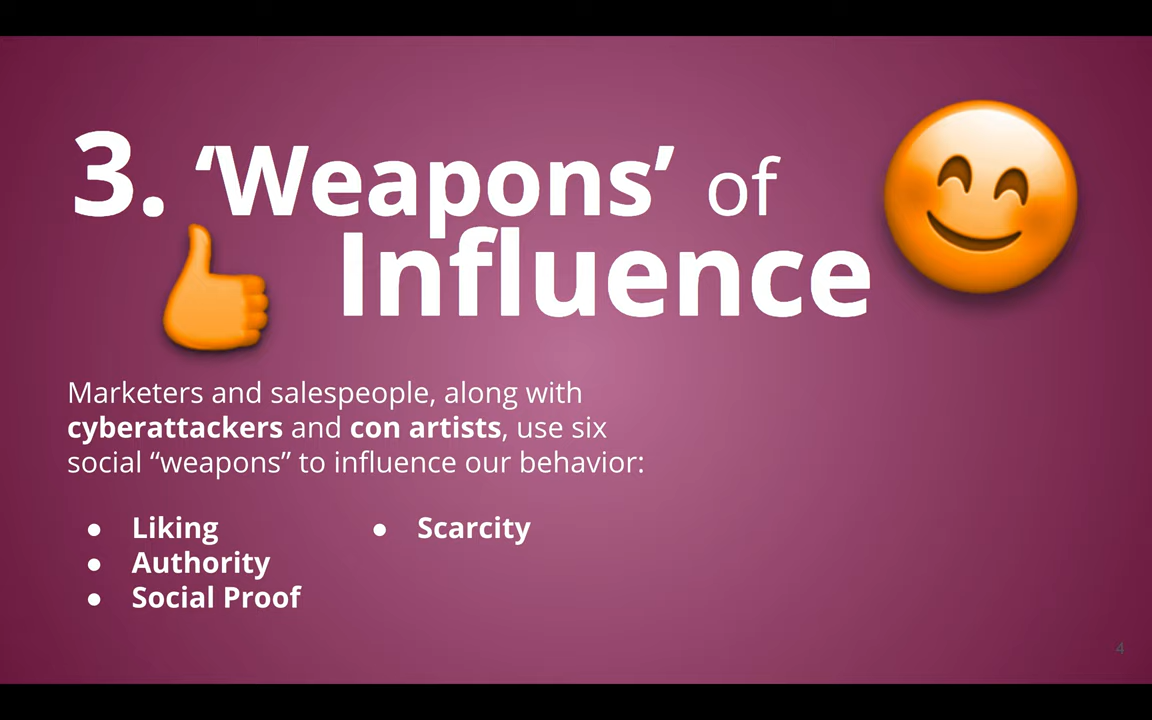 3. ‘Weapons’ of
Influence
Marketers and salespeople, along with
cyberattackers and con artists, use six
social “weapons” to influence our behavior:
● Liking
● Authority
● Social Proof
● Scarcity
4